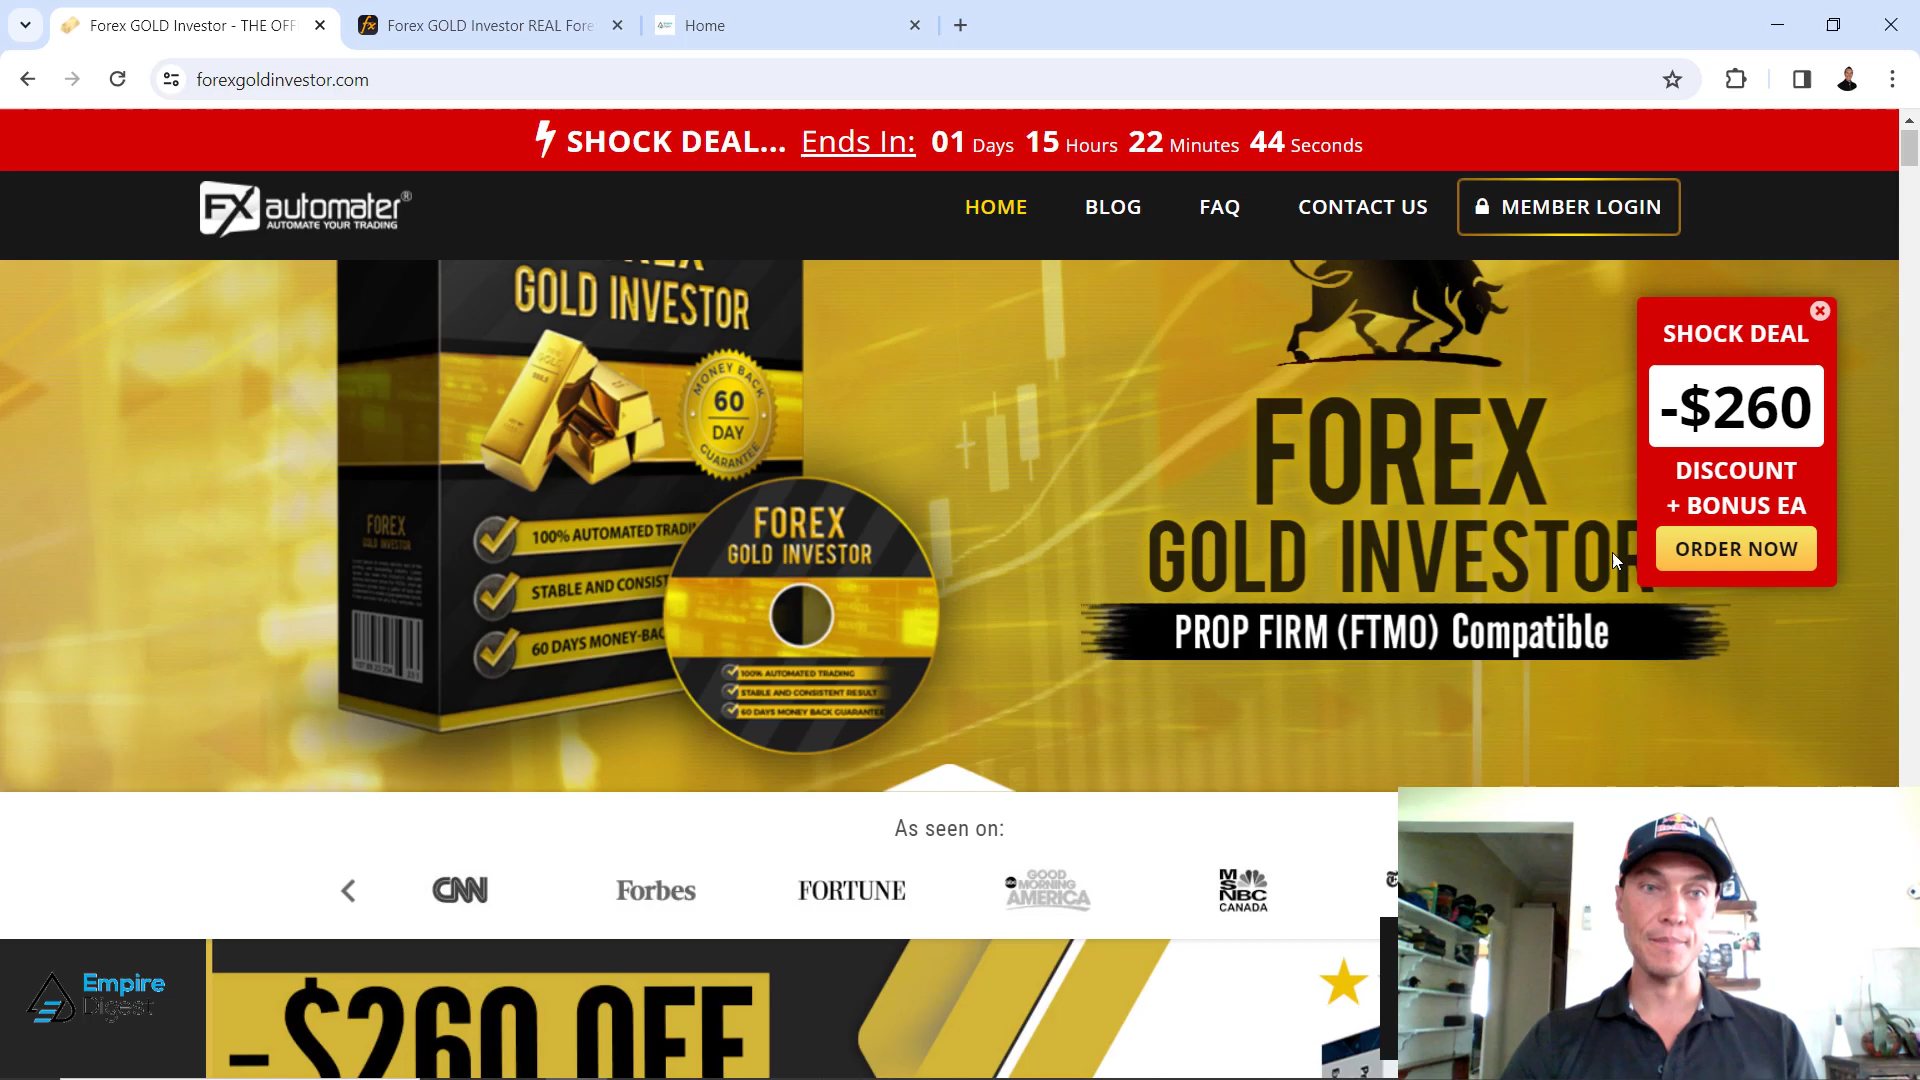 Forex GOLD Investor - THE OFF
Forex GOLD Investor REAL Fore
Home
forexgoldinvestor.com
SHOCK DEAL... Ends In: 01 Days 15 Hours 22 Minutes 44 Seconds
FX automater®
AUTOMATE YOUR TRADING
HOME
BLOG
FAQ
CONTACT US
MEMBER LOGIN
GOLD INVESTOR
MONEY BACK
60
DAY
GUARANTEE
100% AUTOMATED TRADIN
STABLE AND CONSIST
60 DAYS MONEY-BAC
FOREX
GOLD INVESTOR
FOREX
GOLD INVESTOR
100% AUTOMATED TRADING
STABLE AND CONSISTENT RESULT
60 DAYS MONEY BACK GUARANTEE
FOREX
GOLD INVESTOR
PROP FIRM (FTMO) Compatible
SHOCK DEAL
-$260
DISCOUNT
+ BONUS EA
ORDER NOW
As seen on:
CNN
Forbes
FORTUNE
abc GOOD
MORNING
AMERICA
MSNBC
CANADA
Empire
Digest
-$260 OFF